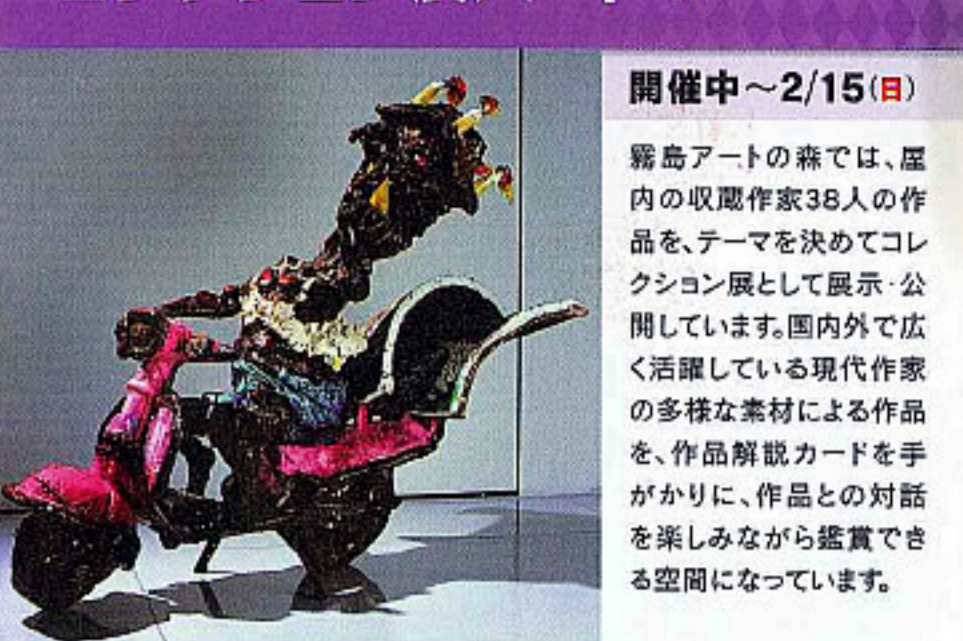 開催中～2/15(日)
霧島アートの森では、屋
内の収蔵作家38人の作
品を、テーマを決めてコレ
クション展として展示・公
開しています。国内外で広
く活躍している現代作家
の多様な素材による作品
を、作品解説カードを手
がかりに、作品との対話
を楽しみながら鑑賞でき
る空間になっています。